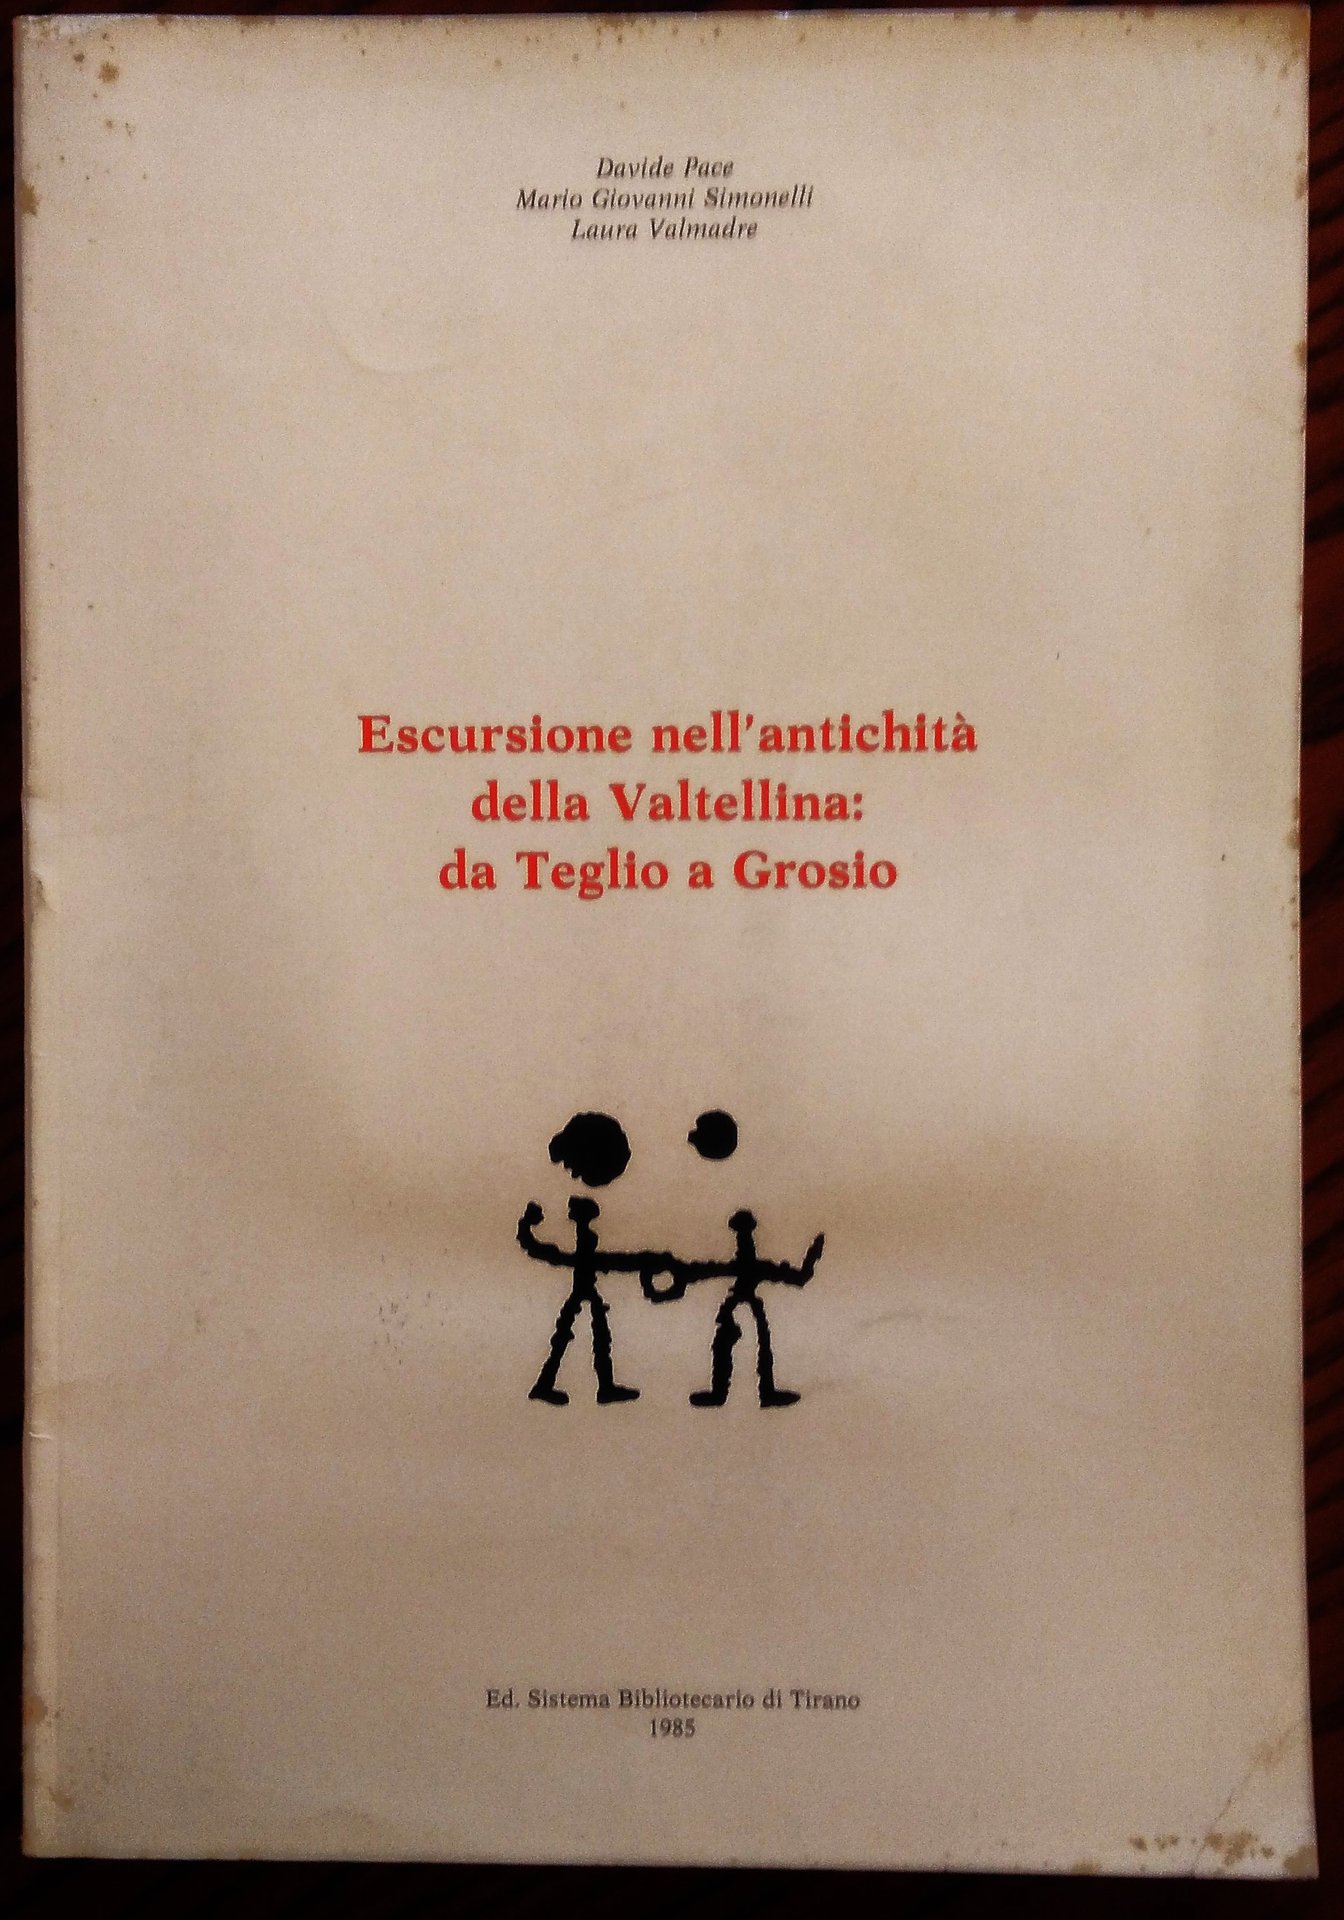 Davide Pace
Mario Giovanni Simonelli
Laura Valmadre
Escursione nell'antichità
della Valtellina:
da Teglio a Grosio
Ed. Sistema Bibliotecario di Tirano
1985